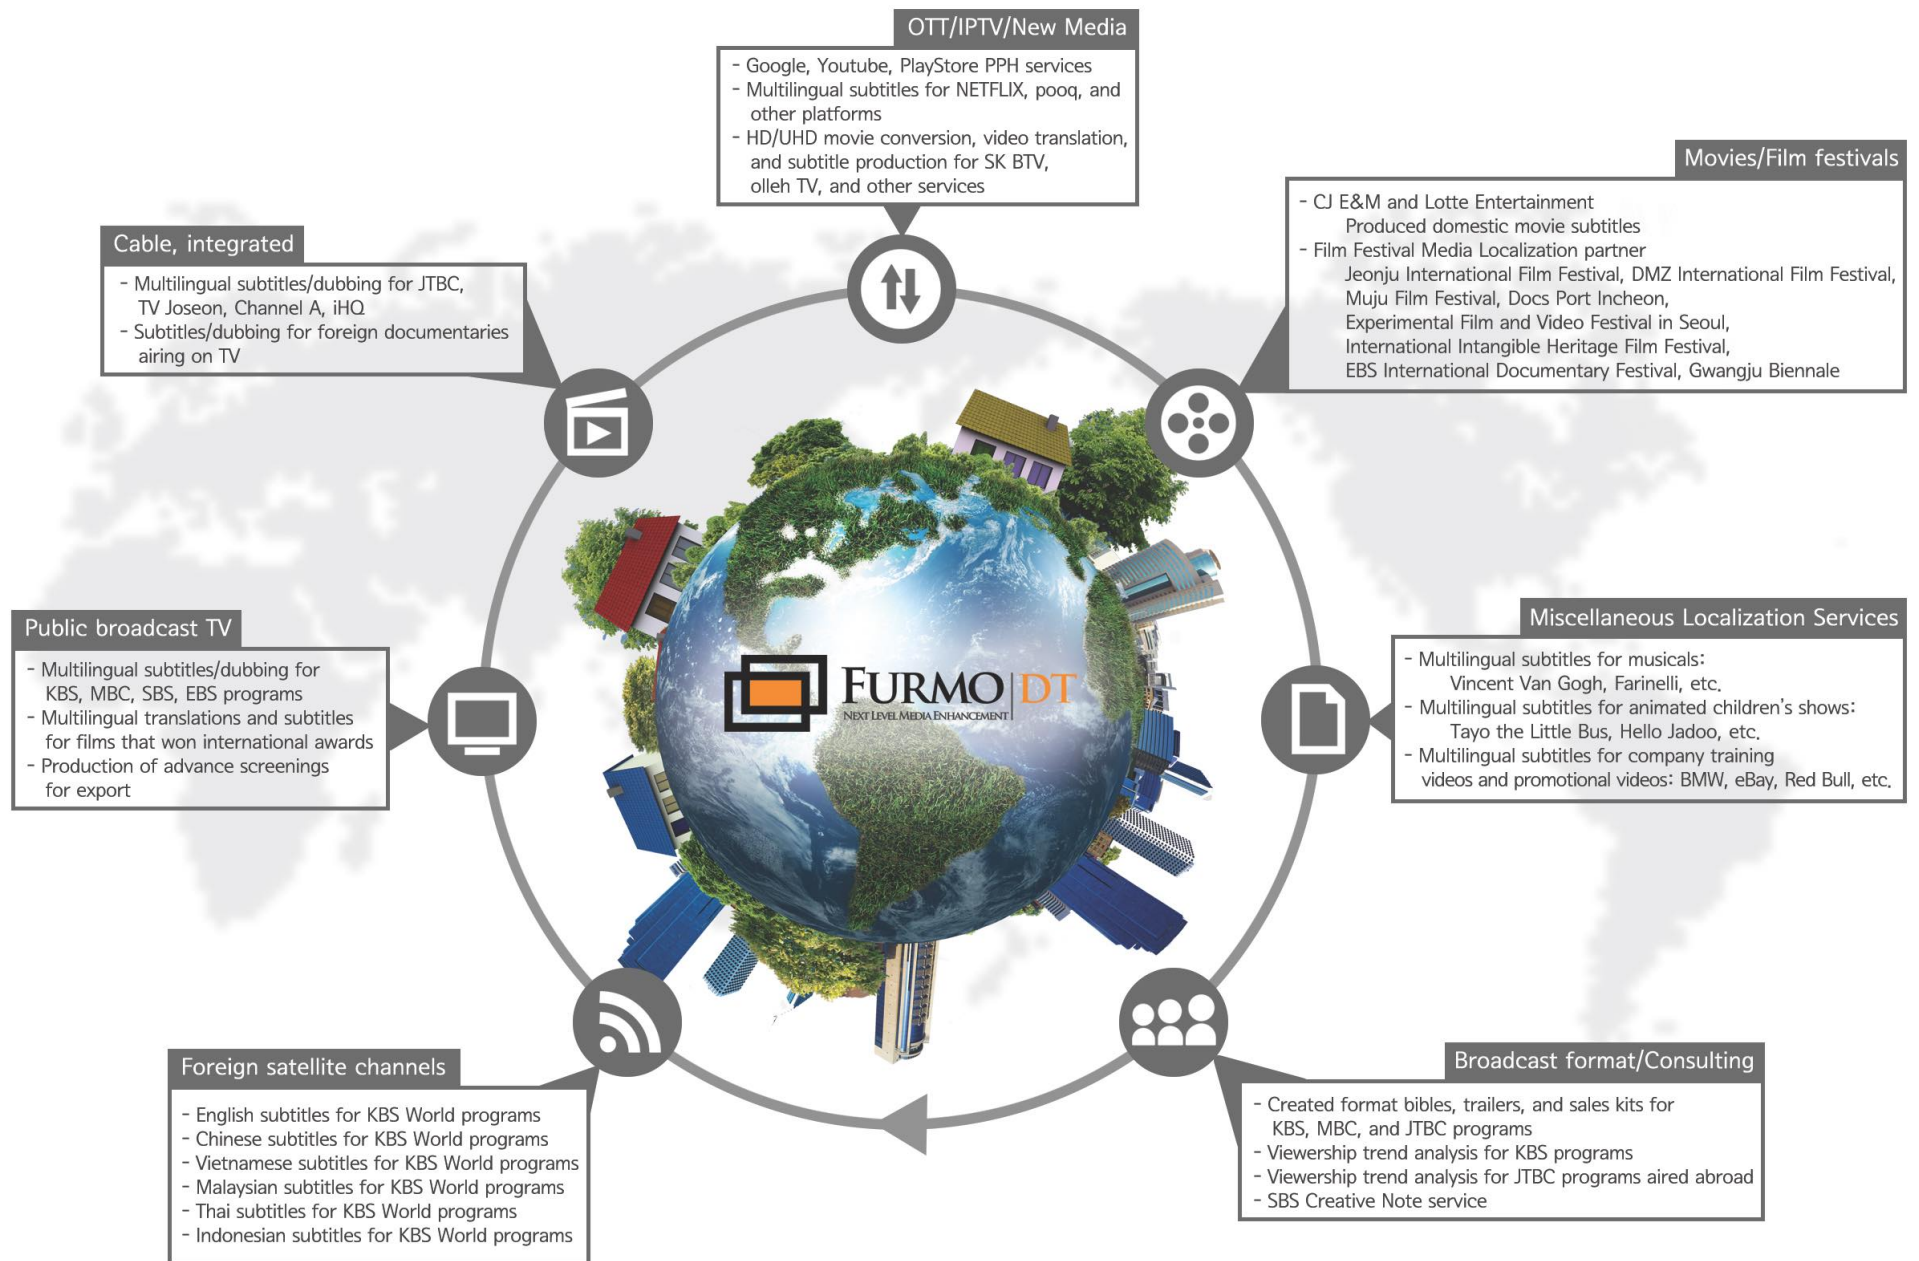 OTT/IPTV/New Media
- Google, Youtube, PlayStore PPH services
- Multilingual subtitles for NETFLIX, pooq, and
other platforms
- HD/UHD movie conversion, video translation,
and subtitle production for SK BTV,
olleh TV, and other services
Movies/Film festivals
- CJ E&M and Lotte Entertainment
Produced domestic movie subtitles
- Film Festival Media Localization partner
Jeonju International Film Festival, DMZ International Film Festival,
Muju Film Festival, Docs Port Incheon,
Experimental Film and Video Festival in Seoul,
International Intangible Heritage Film Festival,
EBS International Documentary Festival, Gwangju Biennale
Cable, integrated
- Multilingual subtitles/dubbing for JTBC,
TV Joseon, Channel A, iHQ
- Subtitles/dubbing for foreign documentaries
airing on TV
Public broadcast TV
- Multilingual subtitles/dubbing for
KBS, MBC, SBS, EBS programs
- Multilingual translations and subtitles
for films that won international awards
- Production of advance screenings
for export
FURMO|DT
NEXT LEVEL MEDIA ENHANCEMENT
Miscellaneous Localization Services
- Multilingual subtitles for musicals:
Vincent Van Gogh, Farinelli, etc.
- Multilingual subtitles for animated children's shows:
Tayo the Little Bus, Hello Jadoo, etc.
- Multilingual subtitles for company training
videos and promotional videos: BMW, eBay, Red Bull, etc.
Foreign satellite channels
- English subtitles for KBS World programs
- Chinese subtitles for KBS World programs
- Vietnamese subtitles for KBS World programs
- Malaysian subtitles for KBS World programs
- Thai subtitles for KBS World programs
- Indonesian subtitles for KBS World programs
Broadcast format/Consulting
- Created format bibles, trailers, and sales kits for
KBS, MBC, and JTBC programs
- Viewership trend analysis for KBS programs
- Viewership trend analysis for JTBC programs aired abroad
- SBS Creative Note service